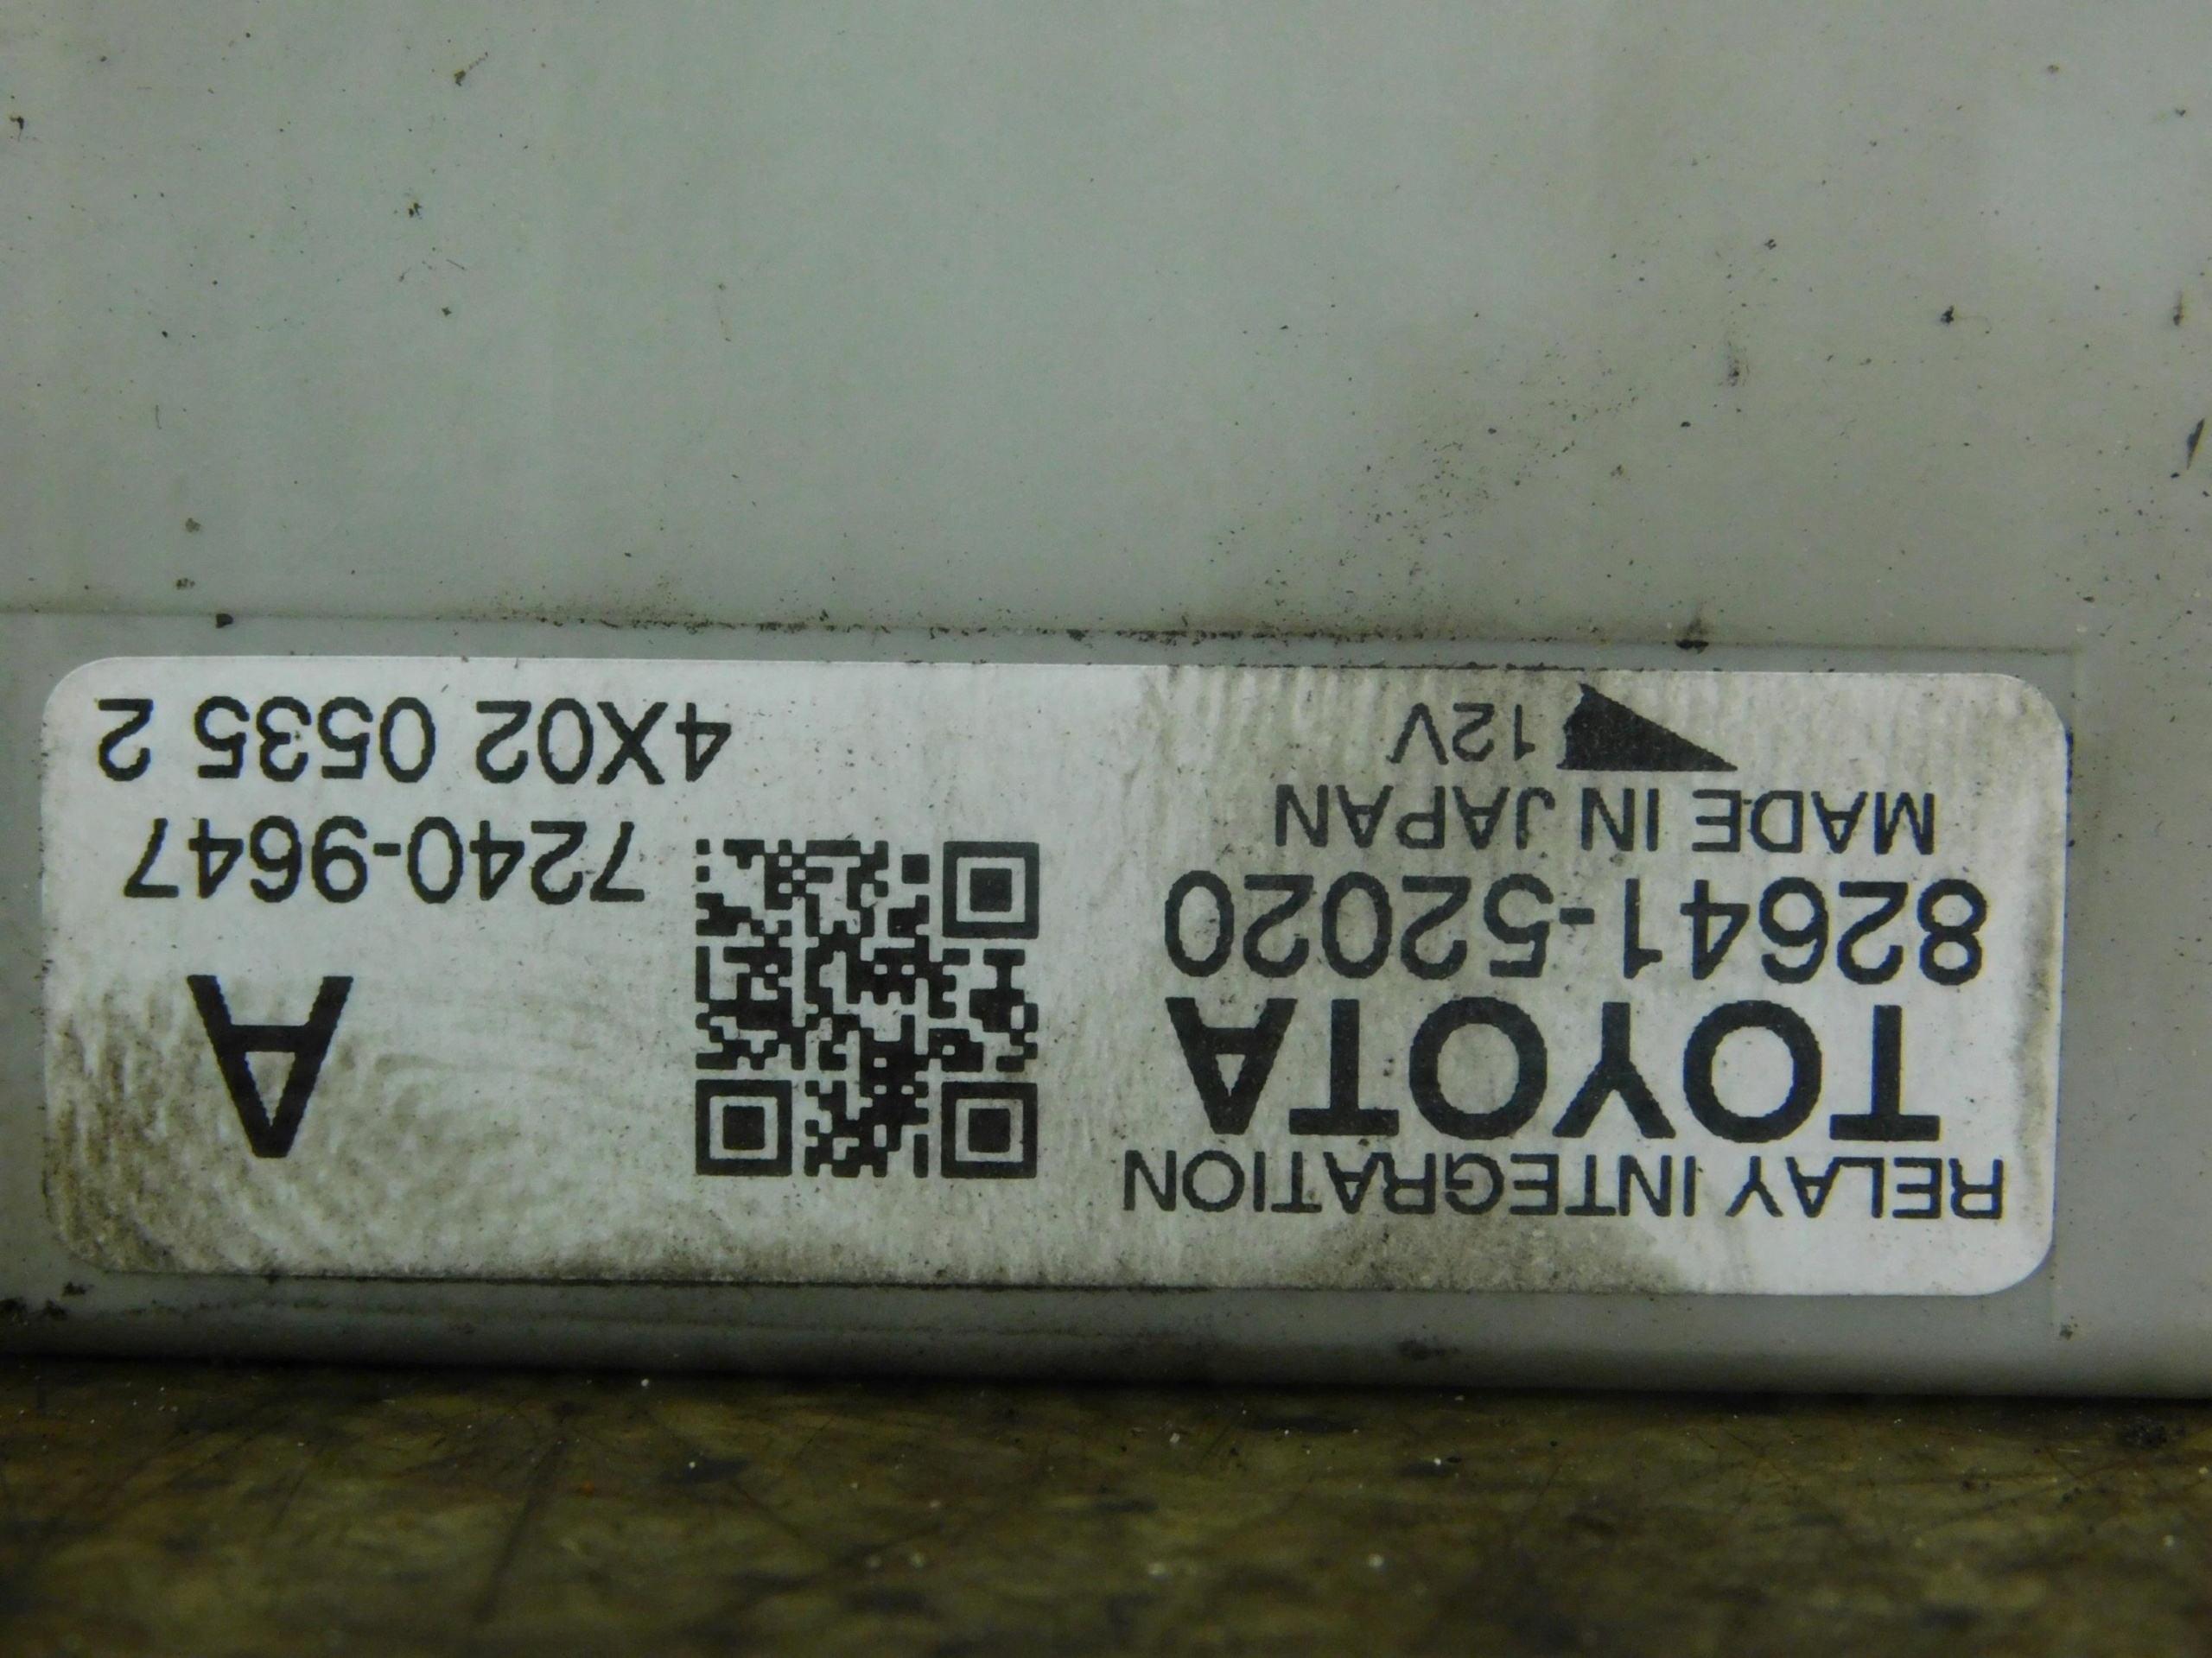 RELAY INTEGRATION
TOYOTA
82641-52020
MADE IN JAPAN
12V
A
7240-9647
4X02 0535 2